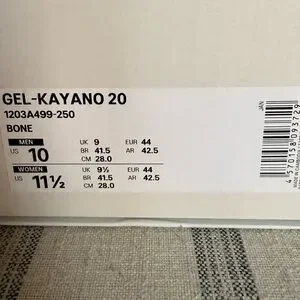 GEL-KAYANO 20
1203A499-250
BONE
MEN UK 9 EUR 44
US 10 BR 41.5 AR 42.5
CM 28.0
WOMEN UK 9½ EUR 44
US 11½ BR 41.5 AR 42.5
CM 28.0
JAN
4570158093729